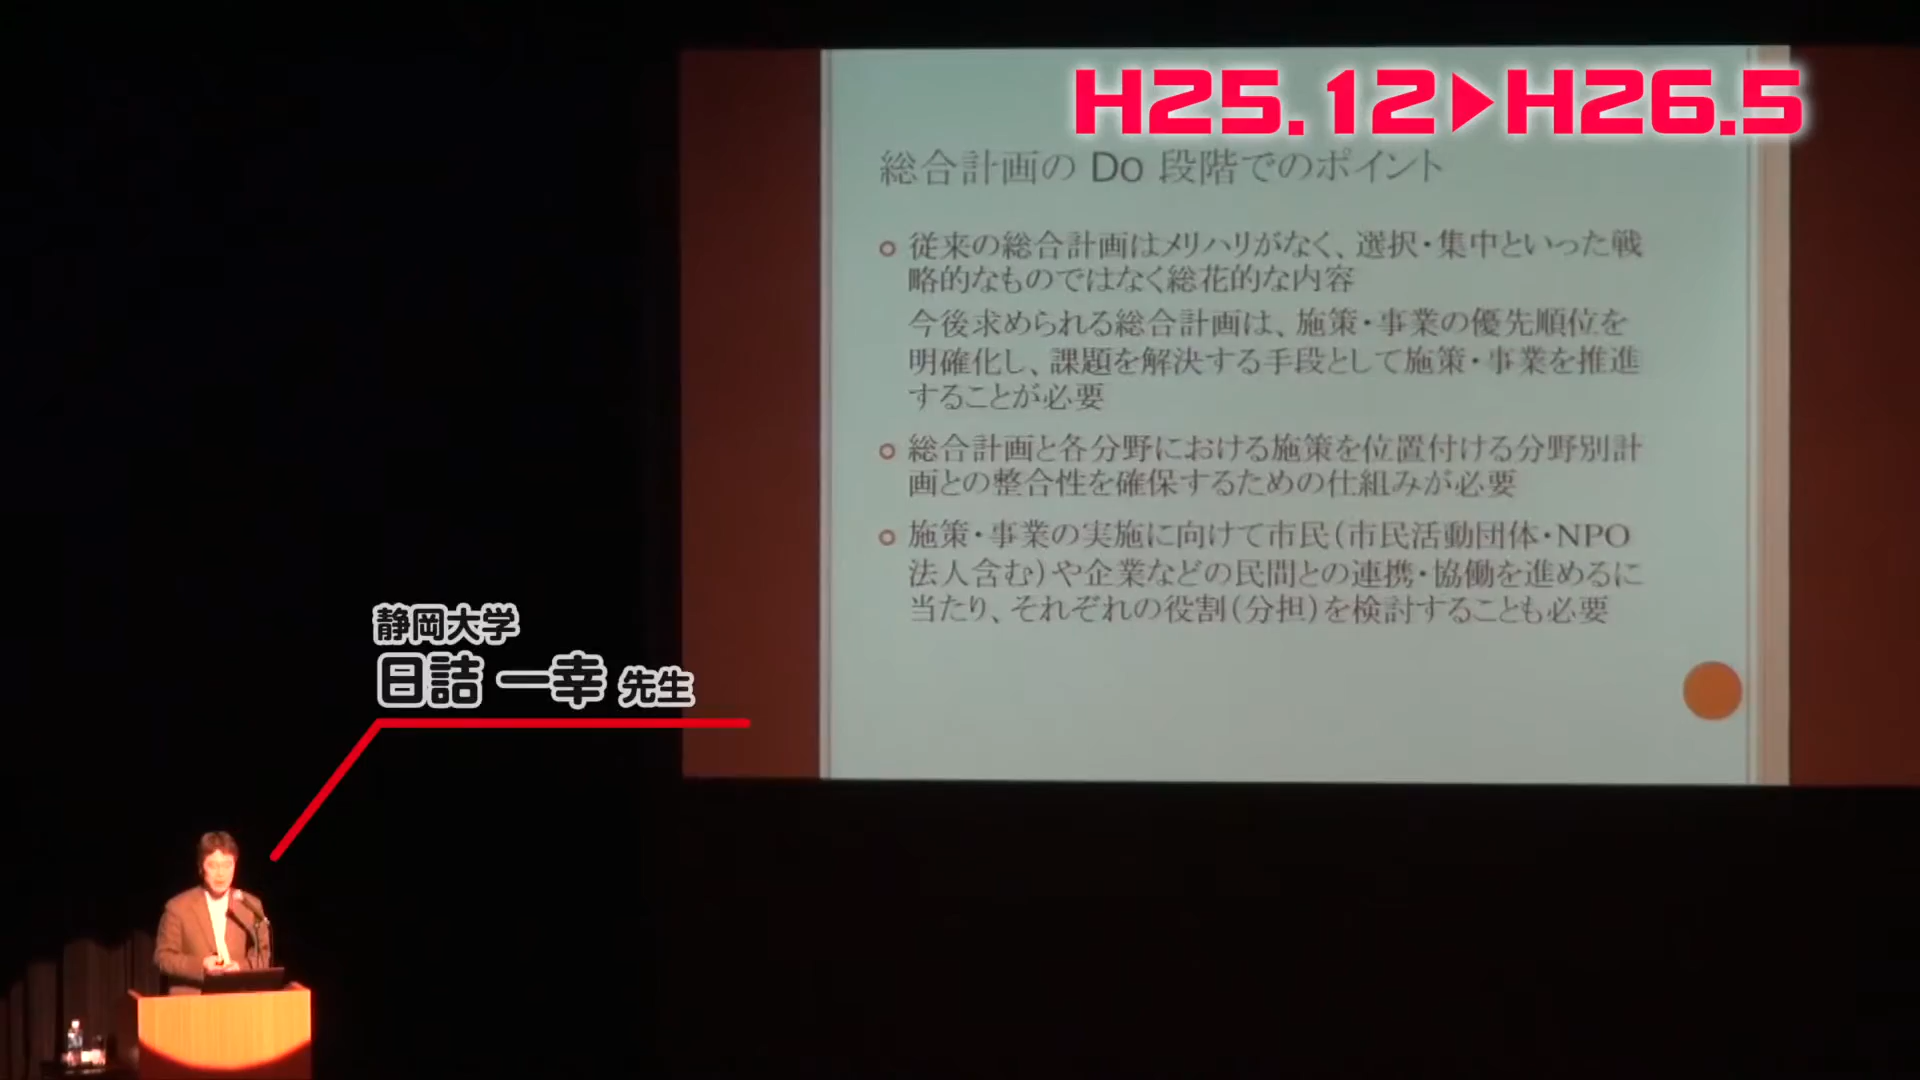 H25.12▶H26.5
総合計画の Do 段階でのポイント
従来の総合計画はメリハリがなく、選択・集中といった戦
略的なものではなく総花的な内容
今後求められる総合計画は、施策・事業の優先順位を
明確化し、課題を解決する手段として施策・事業を推進
することが必要
総合計画と各分野における施策を位置付ける分野別計
画との整合性を確保するための仕組みが必要
施策・事業の実施に向けて市民(市民活動団体・NPO
法人含む)や企業などの民間との連携・協働を進めるに
当たり、それぞれの役割(分担)を検討することも必要
静岡大学
日詰 一幸 先生